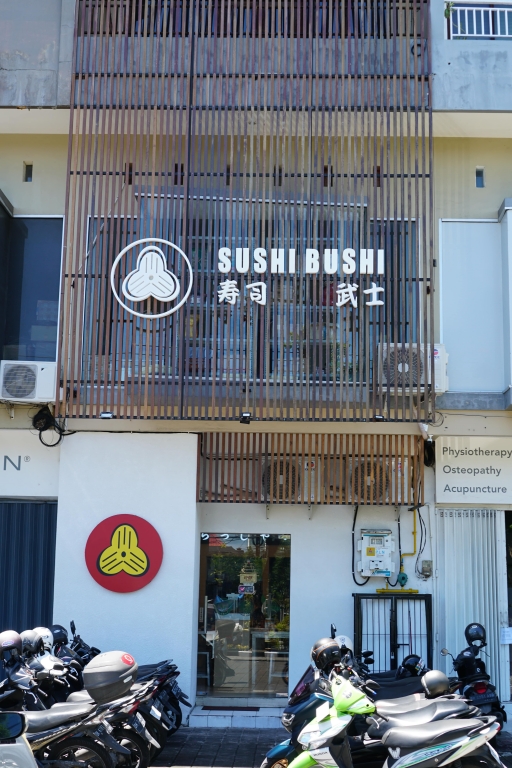 SUSHI BUSHI
寿司 武士
N®
Physiotherapy
Osteopathy
Acupuncture